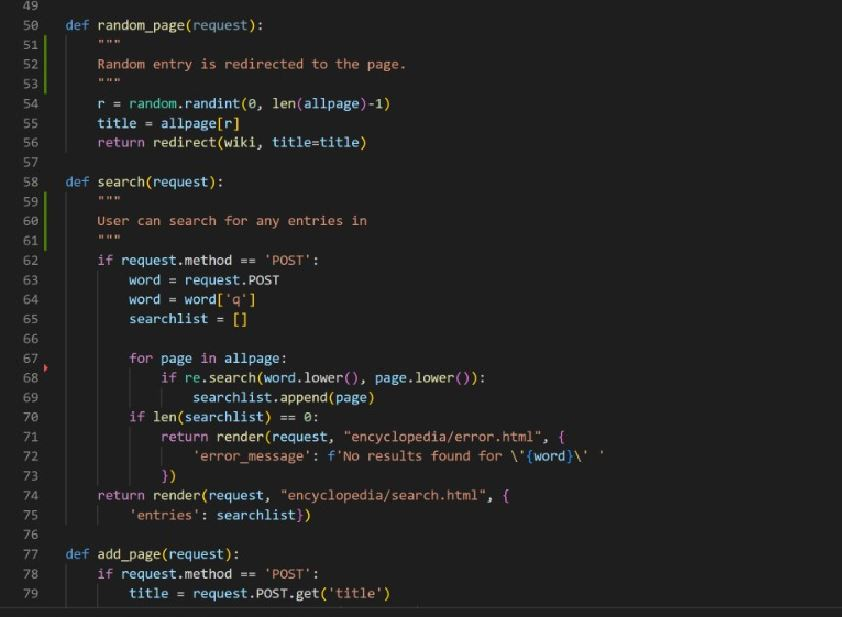 49
50 def random_page(request):
51     """
52     Random entry is redirected to the page.
53     """
54     r = random.randint(0, len(allpage)-1)
55     title = allpage[r]
56     return redirect(wiki, title=title)
57
58 def search(request):
59     """
60     User can search for any entries in
61     """
62     if request.method == 'POST':
63         word = request.POST
64         word = word['q']
65         searchlist = []
66
67         for page in allpage:
68             if re.search(word.lower(), page.lower()):
69                 searchlist.append(page)
70         if len(searchlist) == 0:
71             return render(request, "encyclopedia/error.html", {
72                 'error_message': f'No results found for \'{word}\' '
73             })
74     return render(request, "encyclopedia/search.html", {
75         'entries': searchlist})
76
77 def add_page(request):
78     if request.method == 'POST':
79         title = request.POST.get('title')